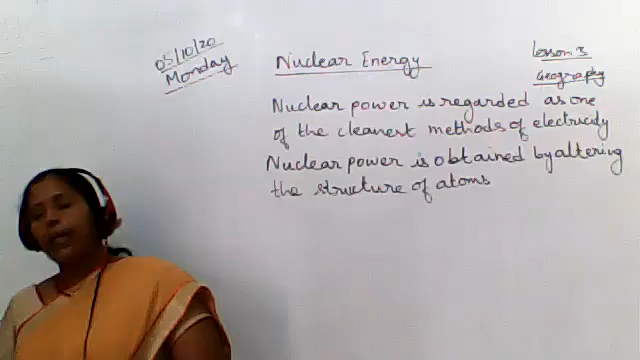 05/10/20
Monday
Nuclear Energy
Lesson 3
Geography
Nuclear power is regarded as one
of the cleanest methods of electricity
Nuclear power is obtained by altering
the structure of atoms